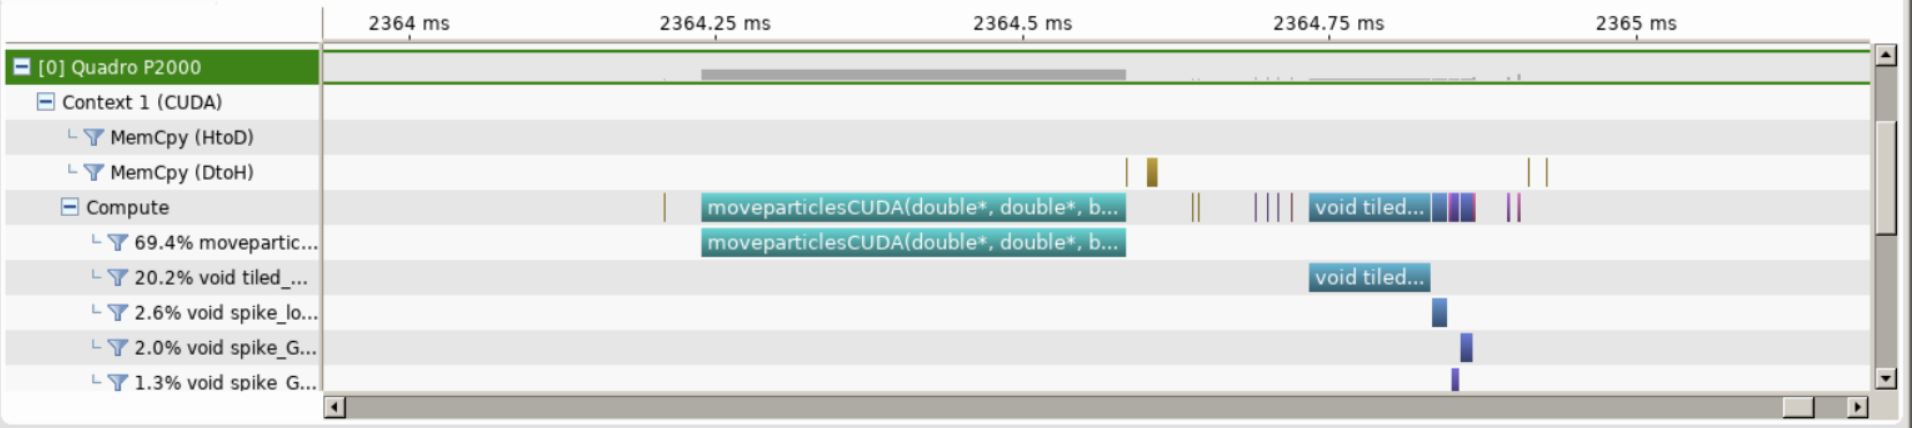 2364 ms 2364.25 ms 2364.5 ms 2364.75 ms 2365 ms
[0] Quadro P2000
Context 1 (CUDA)
MemCpy (HtoD)
MemCpy (DtoH)
Compute moveparticlesCUDA(double*, double*, b... void tiled...
69.4% movepartic... moveparticlesCUDA(double*, double*, b...
20.2% void tiled_... void tiled...
2.6% void spike_lo...
2.0% void spike_G...
1.3% void spike_G...